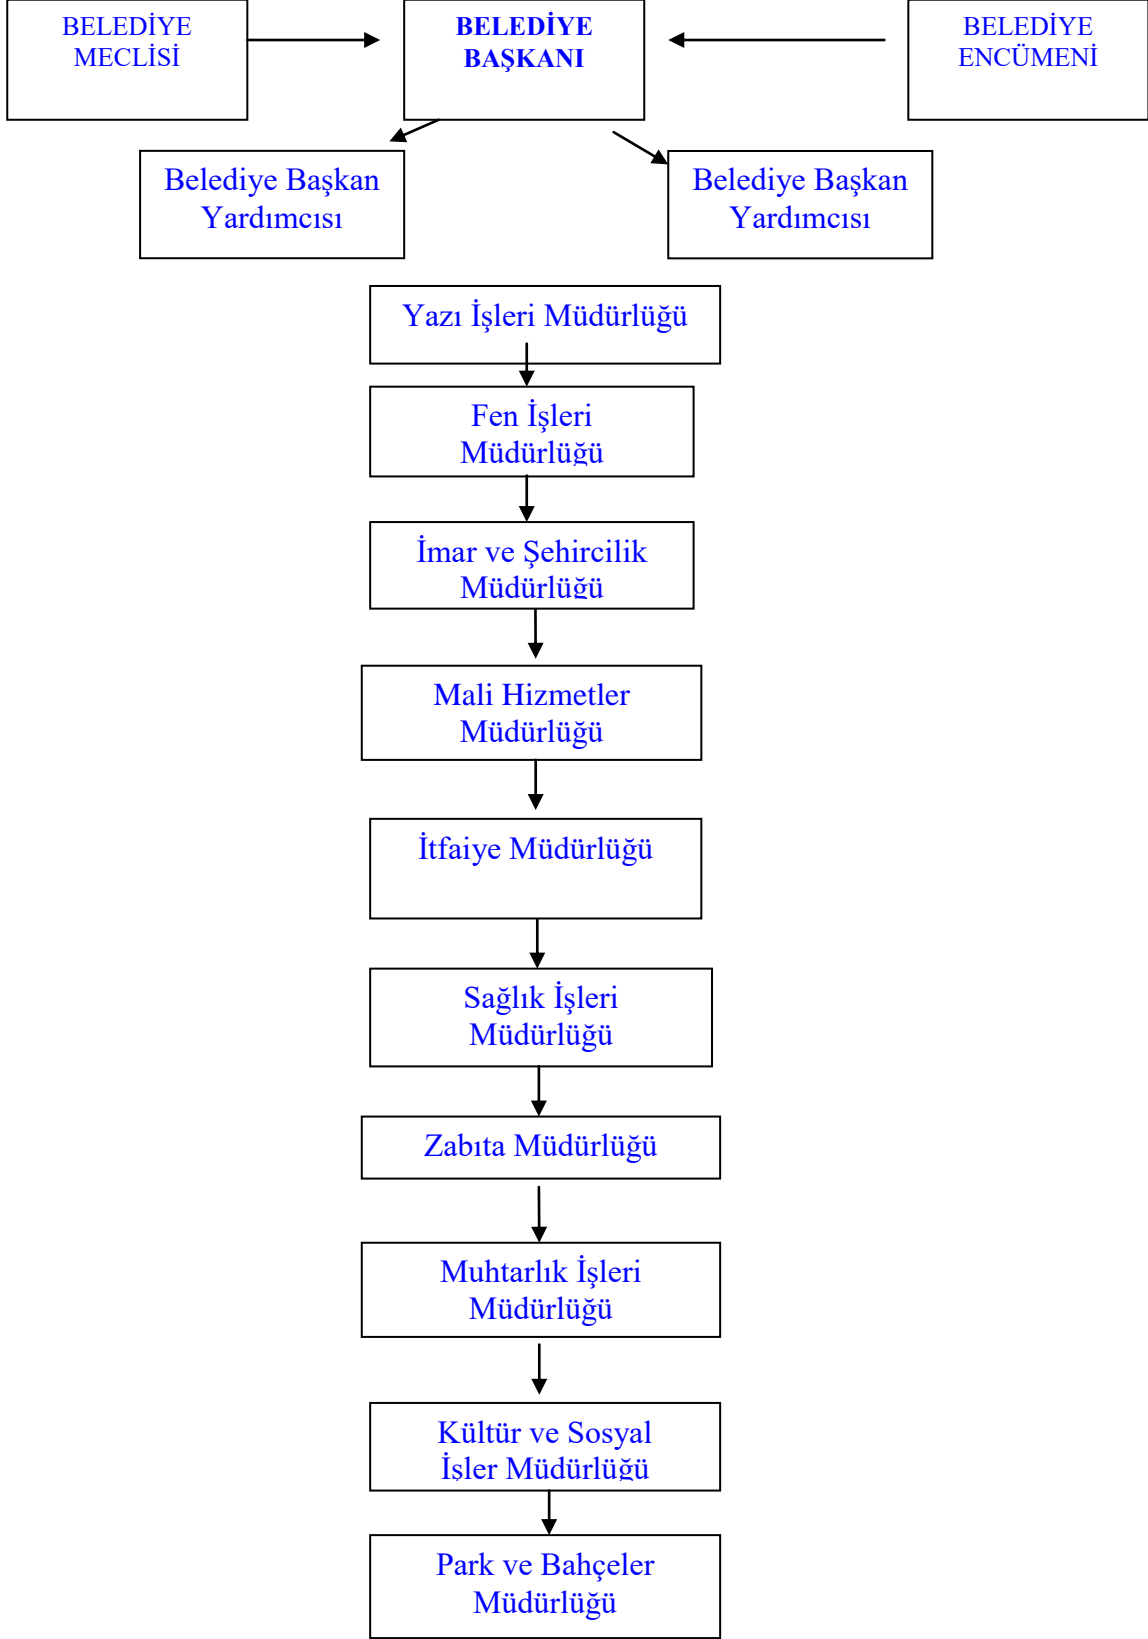 BELEDİYE
MECLİSİ
BELEDİYE
BAŞKANI
BELEDİYE
ENCÜMENİ
Belediye Başkan
Yardımcısı
Belediye Başkan
Yardımcısı
Yazı İşleri Müdürlüğü
Fen İşleri
Müdürlüğü
İmar ve Şehircilik
Müdürlüğü
Mali Hizmetler
Müdürlüğü
İtfaiye Müdürlüğü
Sağlık İşleri
Müdürlüğü
Zabıta Müdürlüğü
Muhtarlık İşleri
Müdürlüğü
Kültür ve Sosyal
İşler Müdürlüğü
Park ve Bahçeler
Müdürlüğü